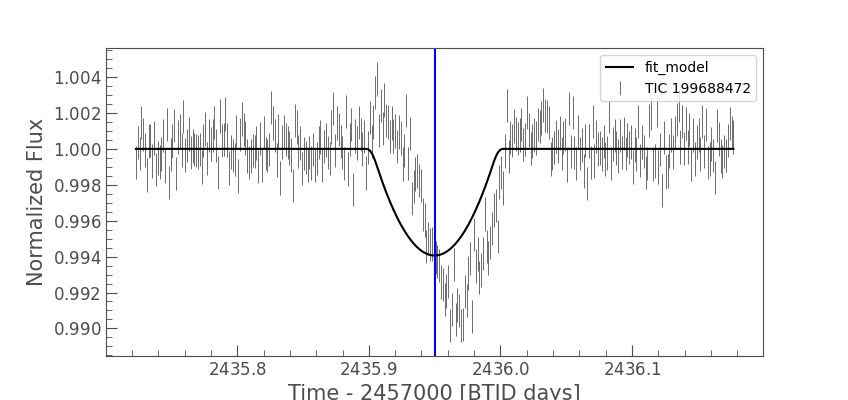 1.004
1.002
1.000
0.998
0.996
0.994
0.992
0.990
Normalized Flux
fit_model
TIC 199688472
2435.8 2435.9 2436.0 2436.1
Time - 2457000 [BTJD days]